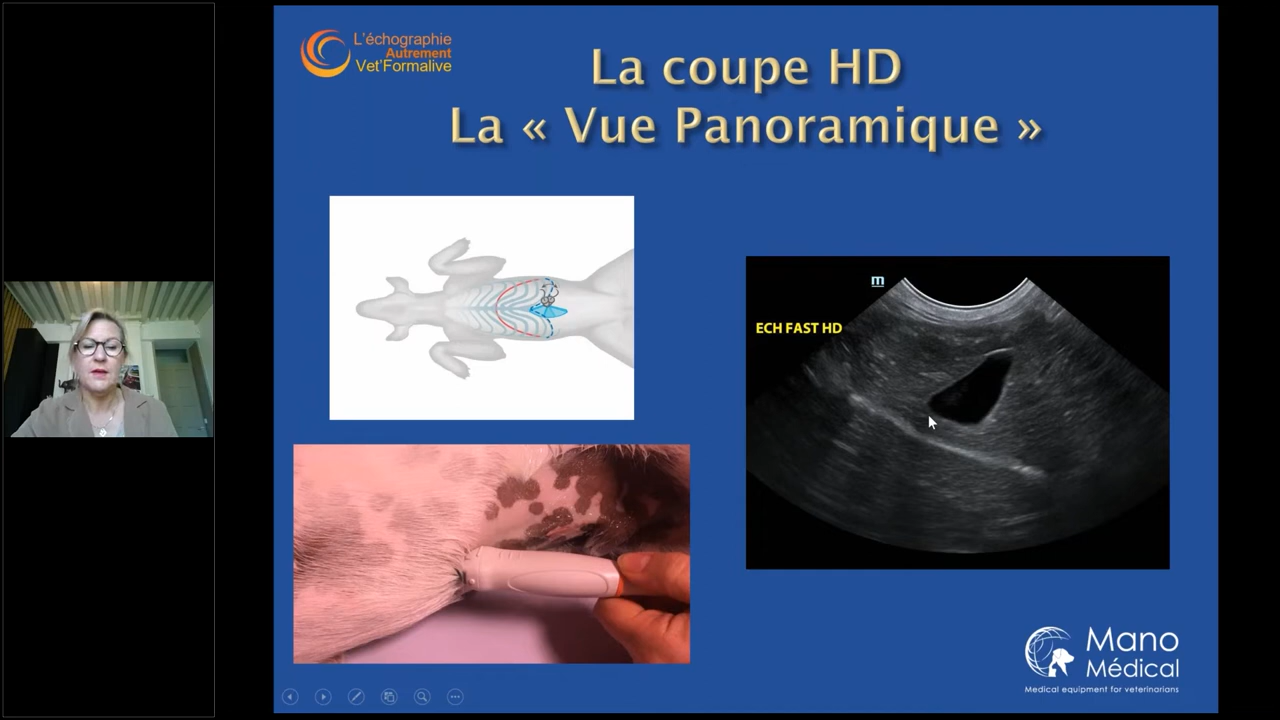 L'échographie
Autrement
Vet'Formalive
La coupe HD
La « Vue Panoramique »
m
ECH FAST HD
Mano
Médical
Medical equipment for veterinarians